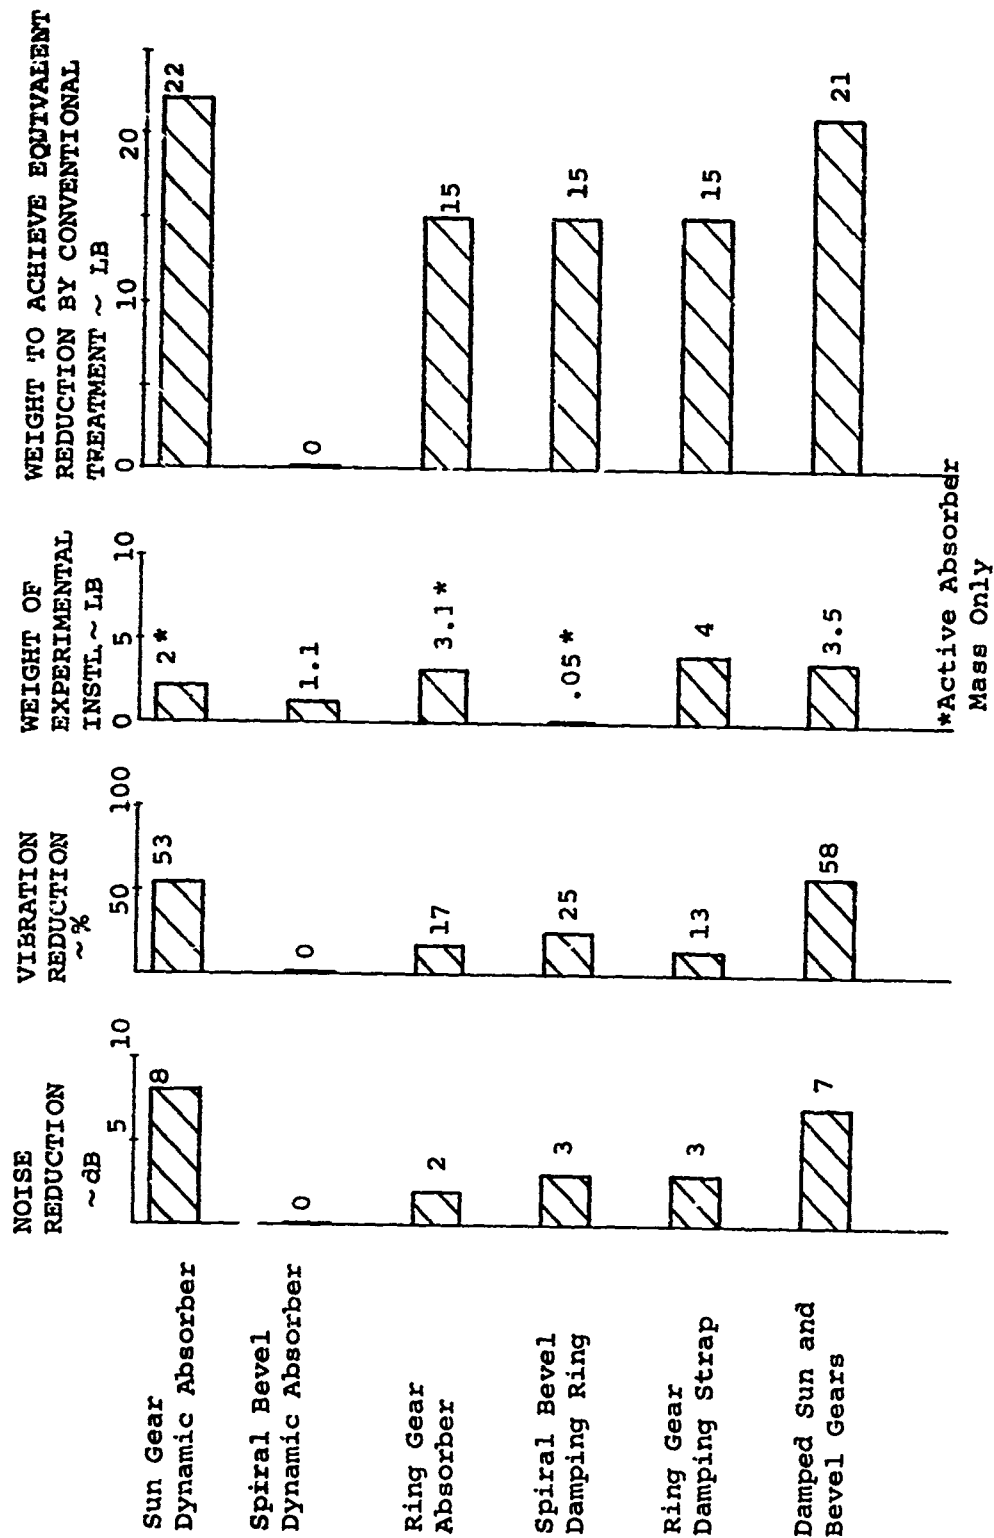 NOISE
REDUCTION
~dB
5
10
VIBRATION
REDUCTION
~%
50
100
WEIGHT OF
EXPERIMENTAL
INSTL.~ LB
0
5
10
WEIGHT TO ACHIEVE EQUIVALENT
REDUCTION BY CONVENTIONAL
TREATMENT ~ LB
0
10
20
Sun Gear
Dynamic Absorber
8
53
2*
22
Spiral Bevel
Dynamic Absorber
0
0
1.1
0
Ring Gear
Absorber
2
17
3.1*
15
Spiral Bevel
Damping Ring
3
25
.05*
15
Ring Gear
Damping Strap
3
13
4
15
Damped Sun and
Bevel Gears
7
58
3.5
21
*Active Absorber
Mass Only